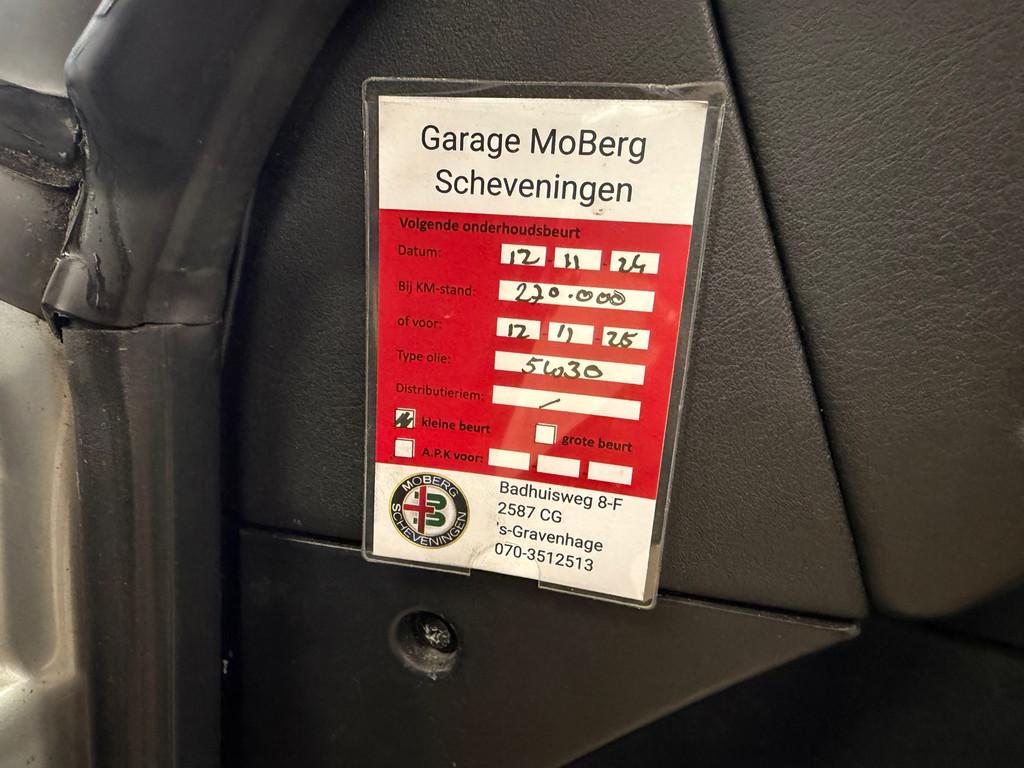 Garage MoBerg
Scheveningen
Volgende onderhoudsbeurt
Datum: 12 - 11 - 24
Bij KM-stand: 270.000
of voor: 12 - 11 - 25
Type olie: 5W30
Distributieriem: /
kleine beurt grote beurt
A.P.K voor:
MOBERG
SCHEVENINGEN
Badhuisweg 8-F
2587 CG
's-Gravenhage
070-3512513